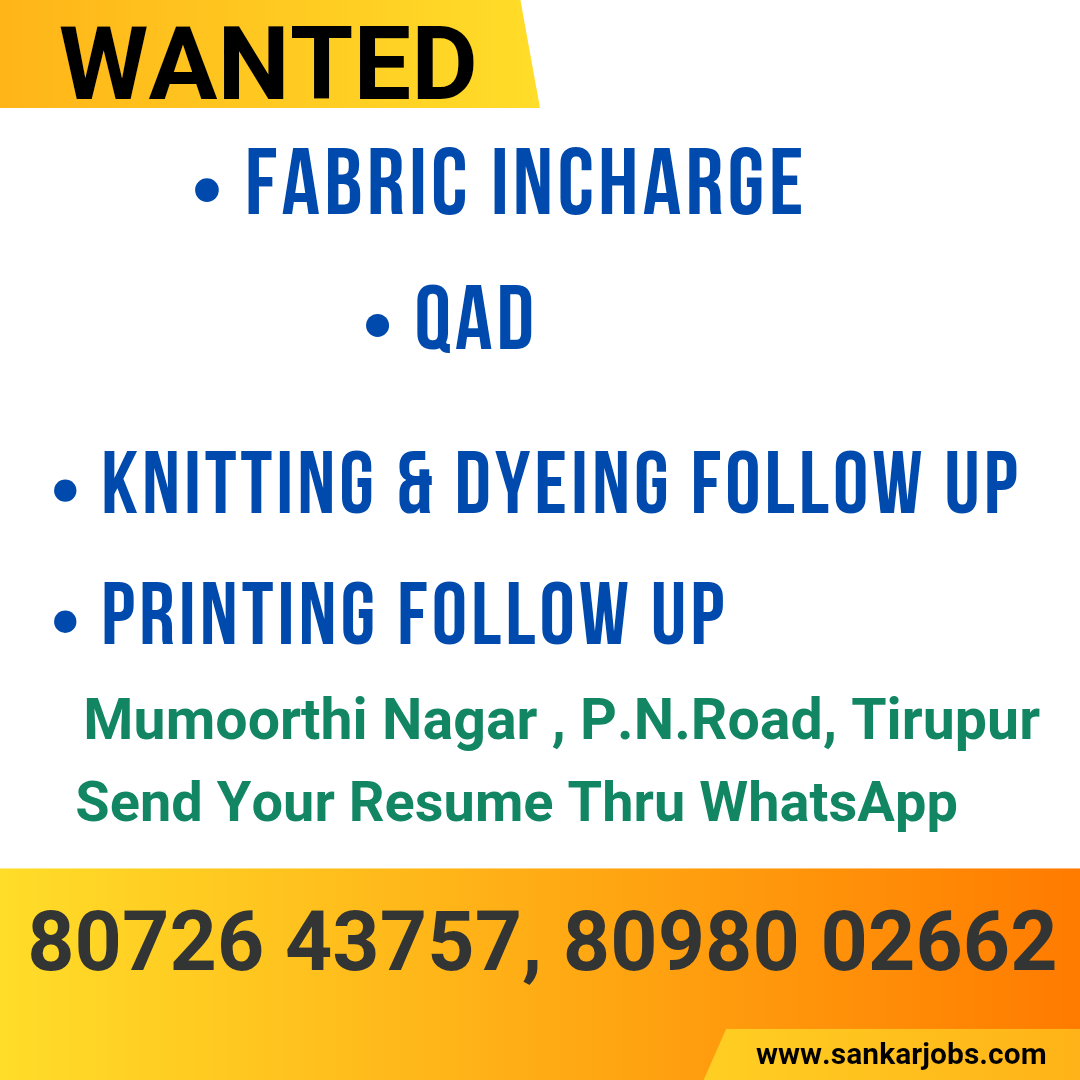 WANTED
• FABRIC INCHARGE
• QAD
• KNITTING & DYEING FOLLOW UP
• PRINTING FOLLOW UP
Mumoorthi Nagar , P.N.Road, Tirupur
Send Your Resume Thru WhatsApp
80726 43757, 80980 02662
www.sankarjobs.com